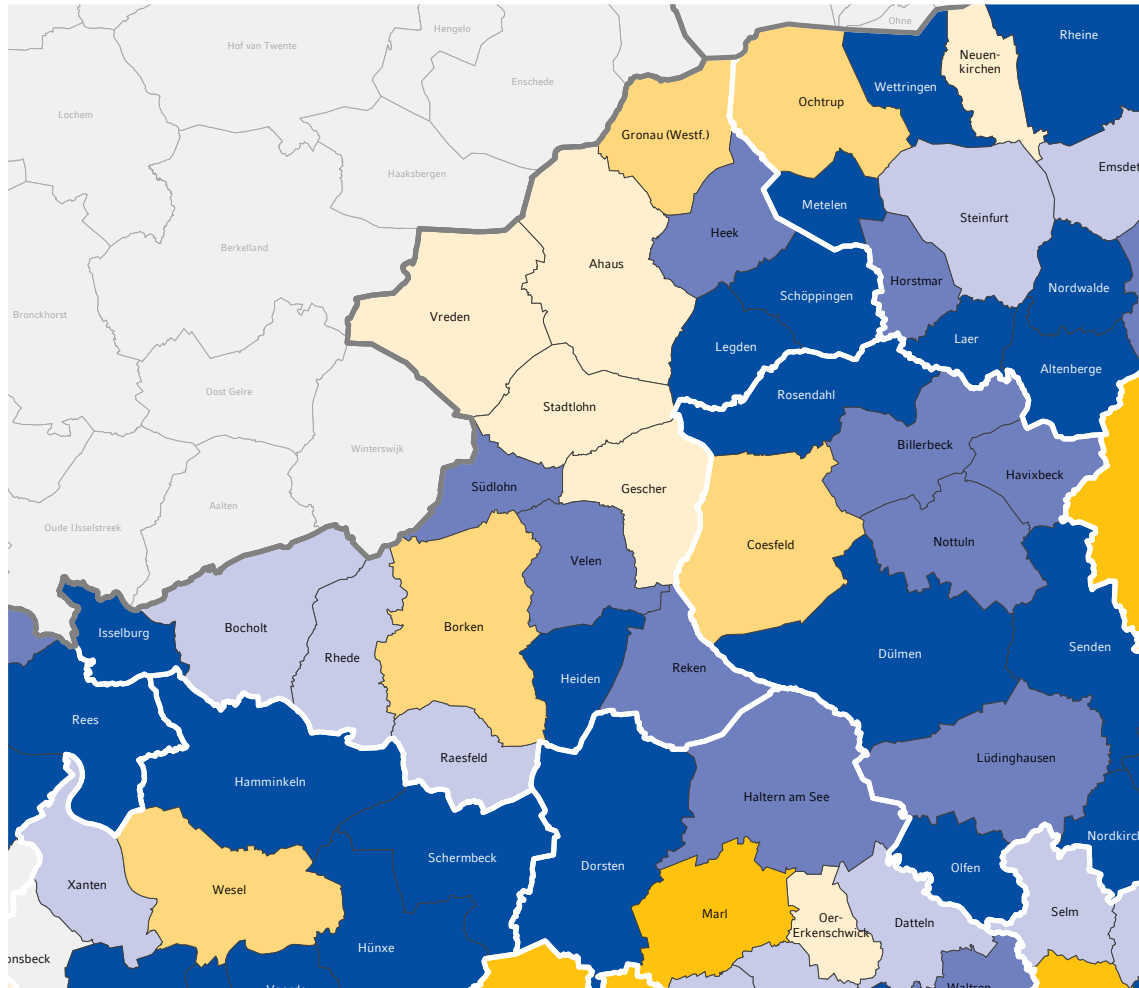 Ohne
Hengelo
Rheine
Hof van Twente
Neuen-
kirchen
Enschede
Wettringen
Ochtrup
Lochem
Gronau (Westf.)
Emsdet
Haaksbergen
Metelen
Steinfurt
Heek
Berkelland
Ahaus
Horstmar
Nordwalde
Schöppingen
Bronckhorst
Vreden
Laer
Legden
Altenberge
Oost Gelre
Rosendahl
Stadtlohn
Billerbeck
Winterswijk
Havixbeck
Südlohn
Gescher
Aalten
Oude IJsselstreek
Coesfeld
Nottuln
Velen
Borken
Bocholt
Isselburg
Senden
Dülmen
Rhede
Reken
Heiden
Rees
Raesfeld
Lüdinghausen
Hamminkeln
Haltern am See
Nordkirch
Schermbeck
Dorsten
Olfen
Xanten
Wesel
Marl
Selm
Oer-
Erkenschwick
Datteln
Hünxe
onsbeck
Waltrop
Voerde